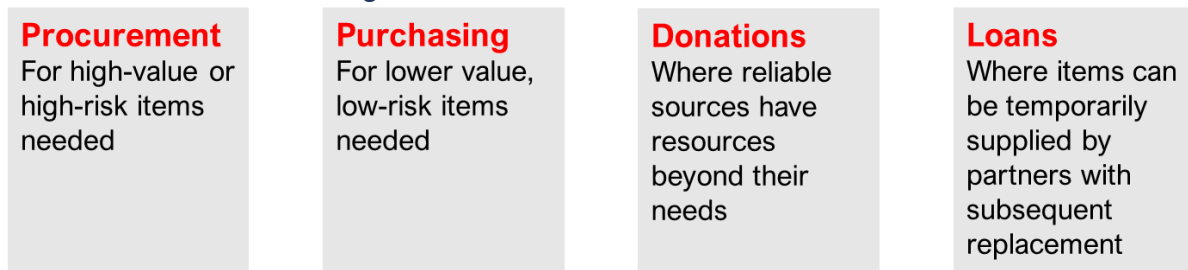 Procurement
For high-value or
high-risk items
needed
Purchasing
For lower value,
low-risk items
needed
Donations
Where reliable
sources have
resources
beyond their
needs
Loans
Where items can
be temporarily
supplied by
partners with
subsequent
replacement